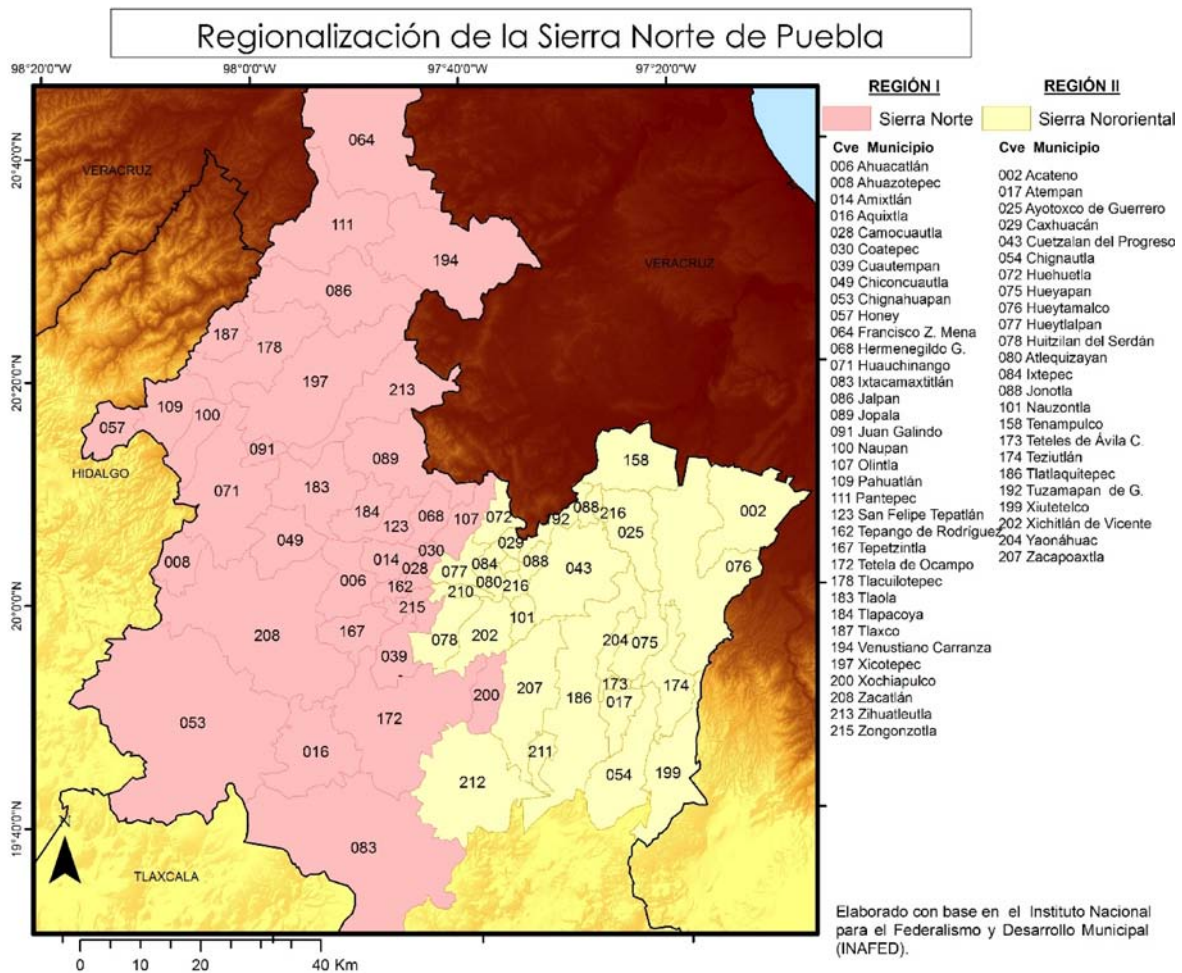 Regionalización de la Sierra Norte de Puebla
98°20'0"W
98°0'0"W
97°40'0"W
97°20'0"W
20°40'0"N
20°20'0"N
20°0'0"N
19°40'0"N
VERACRUZ
VERACRUZ
HIDALGO
TLAXCALA
064
111
194
086
187
178
197
213
109
100
057
091
089
071
183
184
068
107
123
049
008
014
030
028
006
162
215
208
167
039
172
200
053
016
083
158
002
072
92
088
216
025
029
084
088
043
076
077
080
216
210
101
078
202
204
075
207
186
173
017
174
211
212
054
199
0 10 20 40 Km
REGIÓN I
Sierra Norte
Cve Municipio
006 Ahuacatlán
008 Ahuazotepec
014 Amixtlán
016 Aquixtla
028 Camocuautla
030 Coatepec
039 Cuautempan
049 Chiconcuautla
053 Chignahuapan
057 Honey
064 Francisco Z. Mena
068 Hermenegildo G.
071 Huauchinango
083 Ixtacamaxtitlán
086 Jalpan
089 Jopala
091 Juan Galindo
100 Naupan
107 Olintla
109 Pahuatlán
111 Pantepec
123 San Felipe Tepatlán
162 Tepango de Rodríguez
167 Tepetzintla
172 Tetela de Ocampo
178 Tlacuilotepec
183 Tlaola
184 Tlapacoya
187 Tlaxco
194 Venustiano Carranza
197 Xicotepec
200 Xochiapulco
208 Zacatlán
213 Zihuateutla
215 Zongonzotla
REGIÓN II
Sierra Nororiental
Cve Municipio
002 Acateno
017 Atempan
025 Ayotoxco de Guerrero
029 Caxhuacán
043 Cuetzalan del Progreso
054 Chignautla
072 Huehuetla
075 Hueyapan
076 Hueytamalco
077 Hueytlalpan
078 Huitzilan del Serdán
080 Atlequizayan
084 Ixtepec
088 Jonotla
101 Nauzontla
158 Tenampulco
173 Teteles de Ávila C.
174 Teziutlán
186 Tlatlaquitepec
192 Tuzamapan de G.
199 Xiutetelco
202 Xichitlán de Vicente
204 Yaonáhuac
207 Zacapoaxtla
Elaborado con base en el Instituto Nacional
para el Federalismo y Desarrollo Municipal
(INAFED).